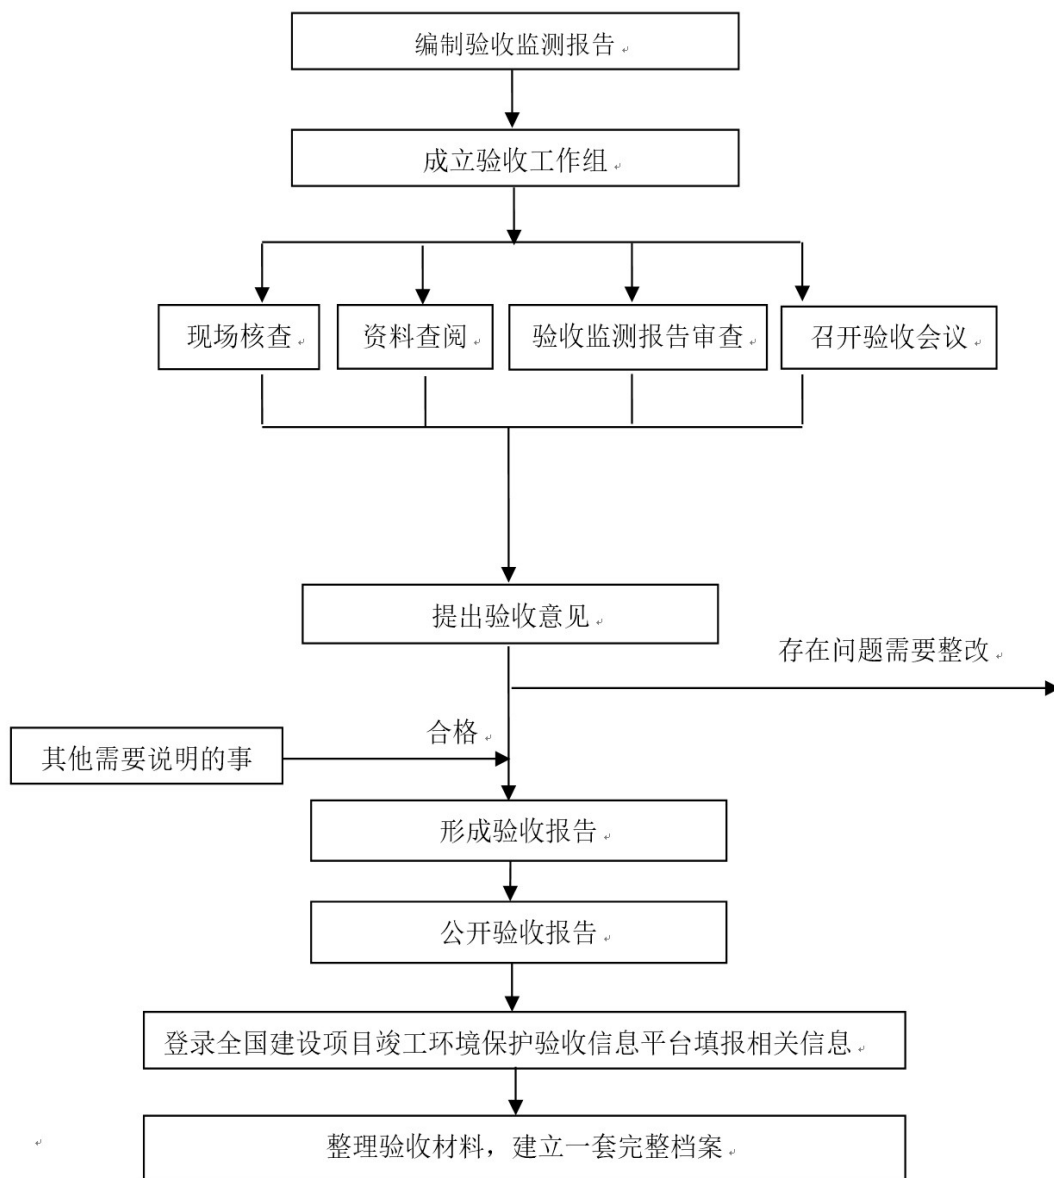 编制验收监测报告
成立验收工作组
现场核查
资料查阅
验收监测报告审查
召开验收会议
提出验收意见
存在问题需要整改
合格
其他需要说明的事
形成验收报告
公开验收报告
登录全国建设项目竣工环境保护验收信息平台填报相关信息
整理验收材料，建立一套完整档案